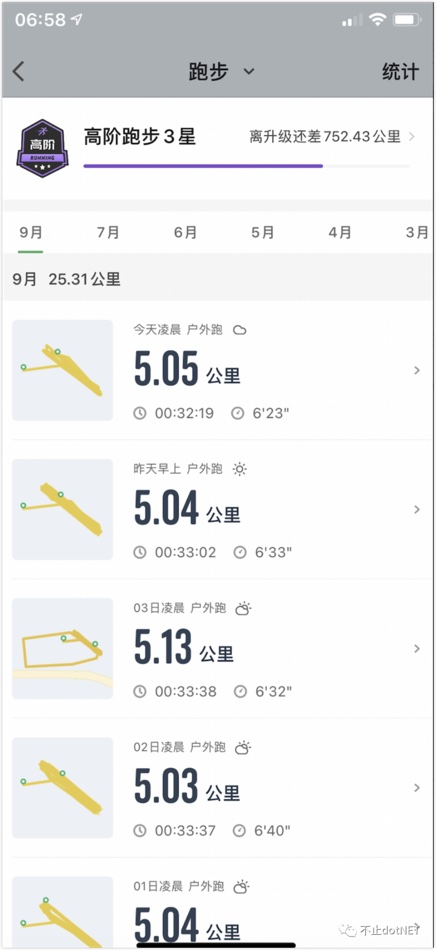 06:58
跑步
统计
高阶
RUNNING
高阶跑步3星
离升级还差752.43公里
9月 7月 6月 5月 4月 3月
9月 25.31公里
今天凌晨 户外跑
5.05 公里
00:32:19 6'23"
昨天早上 户外跑
5.04 公里
00:33:02 6'33"
03日凌晨 户外跑
5.13 公里
00:33:38 6'32"
02日凌晨 户外跑
5.03 公里
00:33:37 6'40"
01日凌晨 户外跑
5.04 公里
不止dotNET